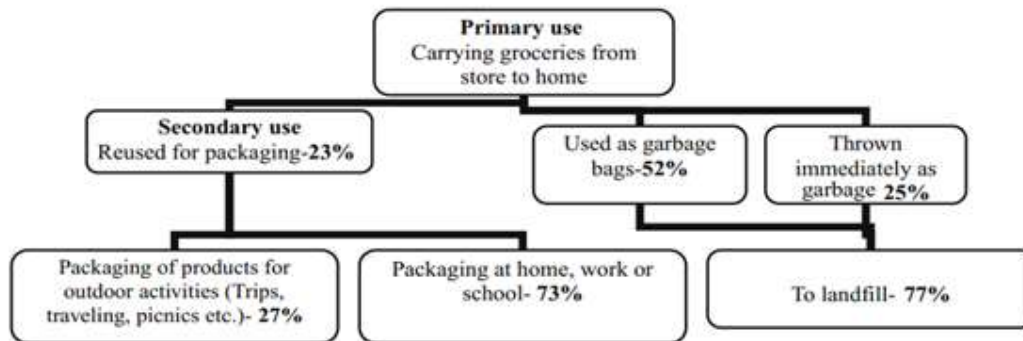 Primary use
Carrying groceries from
store to home
Secondary use
Reused for packaging-23%
Used as garbage
bags-52%
Thrown
immediately as
garbage 25%
Packaging of products for
outdoor activities (Trips,
traveling, picnics etc.)- 27%
Packaging at home, work or
school- 73%
To landfill- 77%